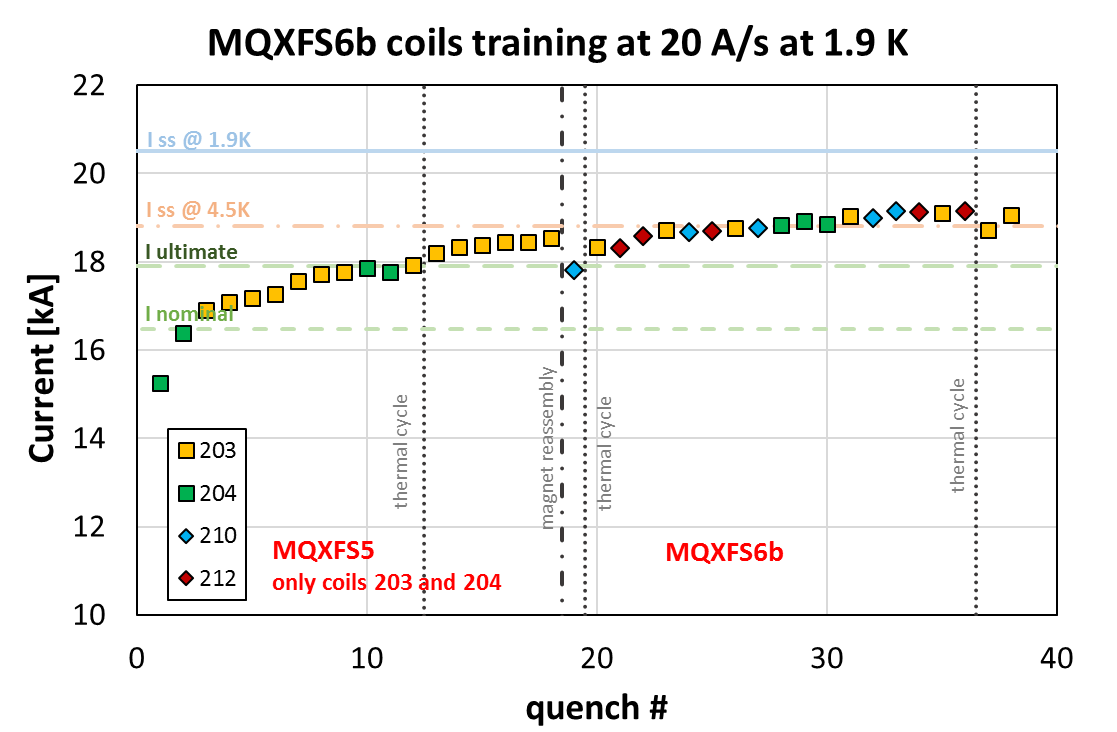 MQXFS6b coils training at 20 A/s at 1.9 K
22
20
18
16
14
12
10
Current [kA]
I ss @ 1.9K
I ss @ 4.5K
I ultimate
I nominal
thermal cycle
magnet reassembly
thermal cycle
thermal cycle
203
204
210
212
MQXFS5
only coils 203 and 204
MQXFS6b
0
10
20
30
40
quench #